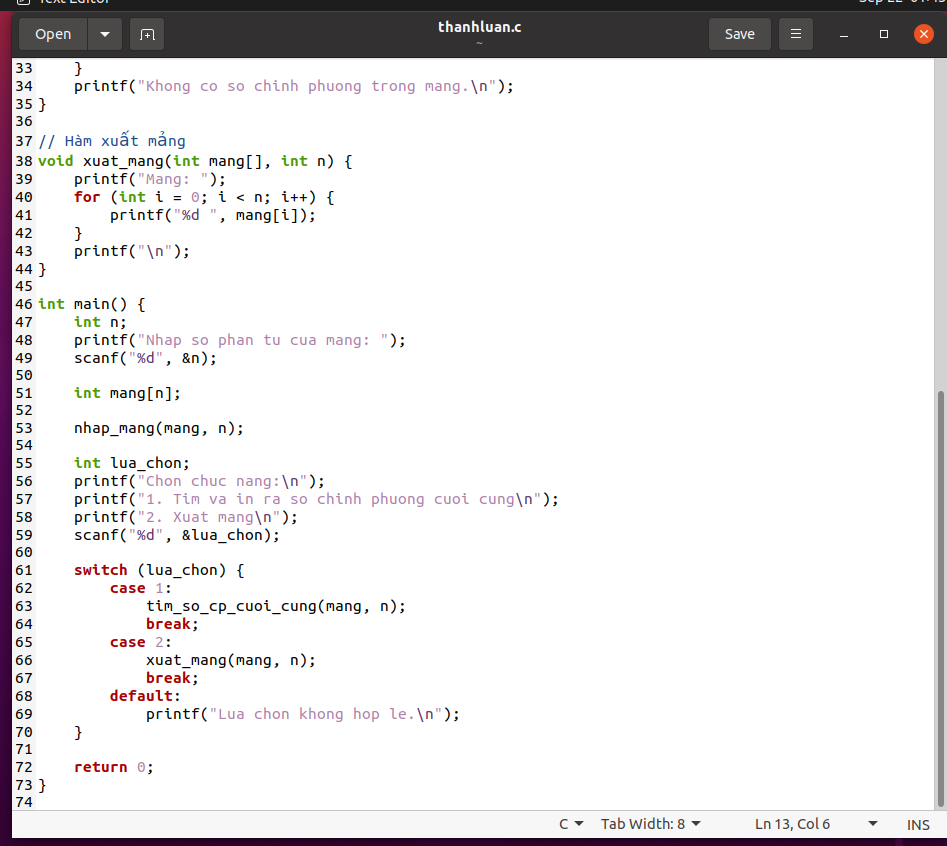 Text Editor
Open
thanhluan.c
~
Save
33     }
34     printf("Khong co so chinh phuong trong mang.\n");
35 }
36
37 // Hàm xuất mảng
38 void xuat_mang(int mang[], int n) {
39     printf("Mang: ");
40     for (int i = 0; i < n; i++) {
41         printf("%d ", mang[i]);
42     }
43     printf("\n");
44 }
45
46 int main() {
47     int n;
48     printf("Nhap so phan tu cua mang: ");
49     scanf("%d", &n);
50
51     int mang[n];
52
53     nhap_mang(mang, n);
54
55     int lua_chon;
56     printf("Chon chuc nang:\n");
57     printf("1. Tim va in ra so chinh phuong cuoi cung\n");
58     printf("2. Xuat mang\n");
59     scanf("%d", &lua_chon);
60
61     switch (lua_chon) {
62         case 1:
63             tim_so_cp_cuoi_cung(mang, n);
64             break;
65         case 2:
66             xuat_mang(mang, n);
67             break;
68         default:
69             printf("Lua chon khong hop le.\n");
70     }
71
72     return 0;
73 }
74
C Tab Width: 8 Ln 13, Col 6 INS